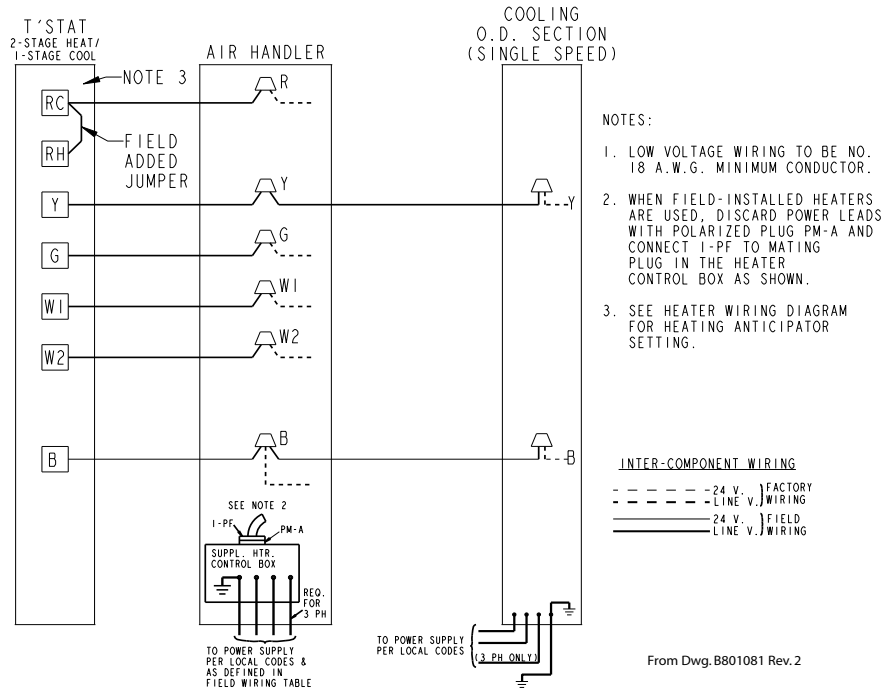 T'STAT
2-STAGE HEAT/
1-STAGE COOL
AIR HANDLER
COOLING
O.D. SECTION
(SINGLE SPEED)
NOTE 3
R
RC
FIELD
ADDED
JUMPER
RH
Y
Y
Y
G
G
W1
W1
W2
W2
B
B
B
SEE NOTE 2
1-PF
PM-A
SUPPL. HTR.
CONTROL BOX
REQ.
FOR
3 PH
TO POWER SUPPLY
PER LOCAL CODES &
AS DEFINED IN
FIELD WIRING TABLE
TO POWER SUPPLY
PER LOCAL CODES
(3 PH ONLY)
NOTES:
1. LOW VOLTAGE WIRING TO BE NO.
18 A.W.G. MINIMUM CONDUCTOR.
2. WHEN FIELD-INSTALLED HEATERS
ARE USED, DISCARD POWER LEADS
WITH POLARIZED PLUG PM-A AND
CONNECT 1-PF TO MATING
PLUG IN THE HEATER
CONTROL BOX AS SHOWN.
3. SEE HEATER WIRING DIAGRAM
FOR HEATING ANTICIPATOR
SETTING.
INTER-COMPONENT WIRING
24 V. } FACTORY
LINE V. } WIRING
24 V. } FIELD
LINE V. } WIRING
From Dwg. B801081 Rev. 2